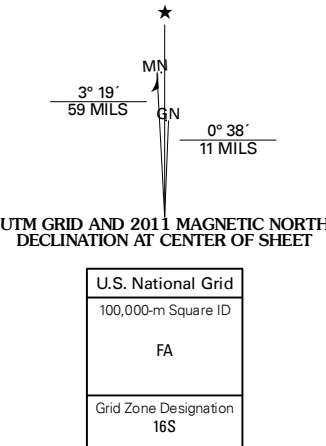 ★
MN
3° 19´
59 MILS
GN
0° 38´
11 MILS
UTM GRID AND 2011 MAGNETIC NORTH
DECLINATION AT CENTER OF SHEET
U.S. National Grid
100,000-m Square ID
FA
Grid Zone Designation
16S